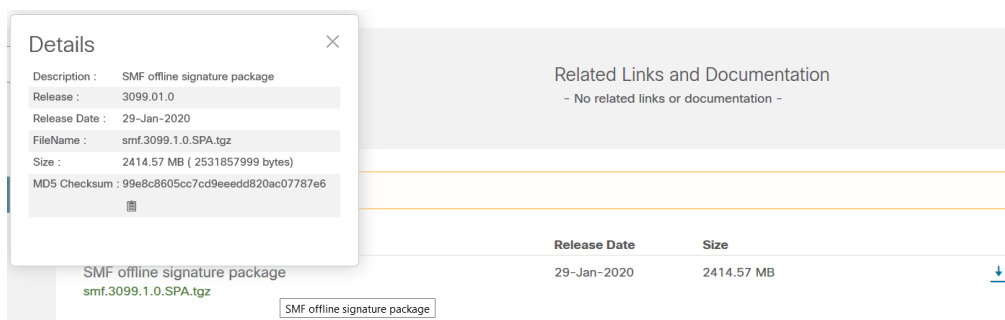 Details
Description : SMF offline signature package
Release : 3099.01.0
Release Date : 29-Jan-2020
FileName : smf.3099.1.0.SPA.tgz
Size : 2414.57 MB ( 2531857999 bytes)
MD5 Checksum : 99e8c8605cc7cd9eeedd820ac07787e6
Related Links and Documentation
- No related links or documentation -
Release Date Size
SMF offline signature package 29-Jan-2020 2414.57 MB
smf.3099.1.0.SPA.tgz
SMF offline signature package